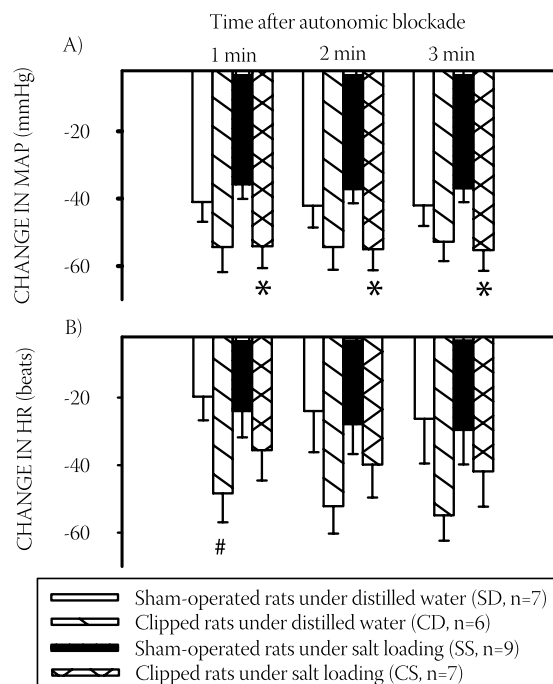 Time after autonomic blockade
A)
1 min 2 min 3 min
CHANGE IN MAP (mmHg)
-20
-40
-60
* * *
B)
CHANGE IN HR (beats)
-20
-40
-60
#
Sham-operated rats under distilled water (SD, n=7)
Clipped rats under distilled water (CD, n=6)
Sham-operated rats under salt loading (SS, n=9)
Clipped rats under salt loading (CS, n=7)